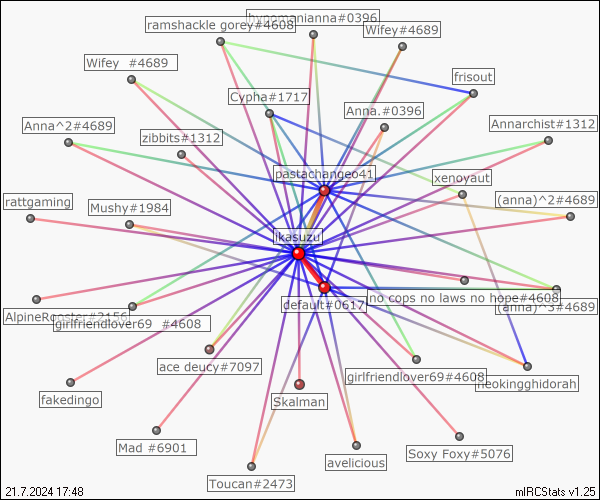 ramshackle gorey#4608
hypomanianna#0396
Wifey#4689
Wifey  #4689
frisout
Cypha#1717
Anna.#0396
Anna^2#4689
Annarchist#1312
zibbits#1312
pastachangeo41
xenoyaut
rattgaming
Mushy#1984
(anna)^2#4689
ikasuzu
default#0617
no cops no laws no hope#4608
(anna)^3#4689
AlpineRooster#3156
girlfriendlover69  #4608
ace deucy#7097
girlfriendlover69#4608
neokingghidorah
fakedingo
Skalman
Mad #6901
Soxy Foxy#5076
avelicious
Toucan#2473
21.7.2024 17:48
mIRCStats v1.25